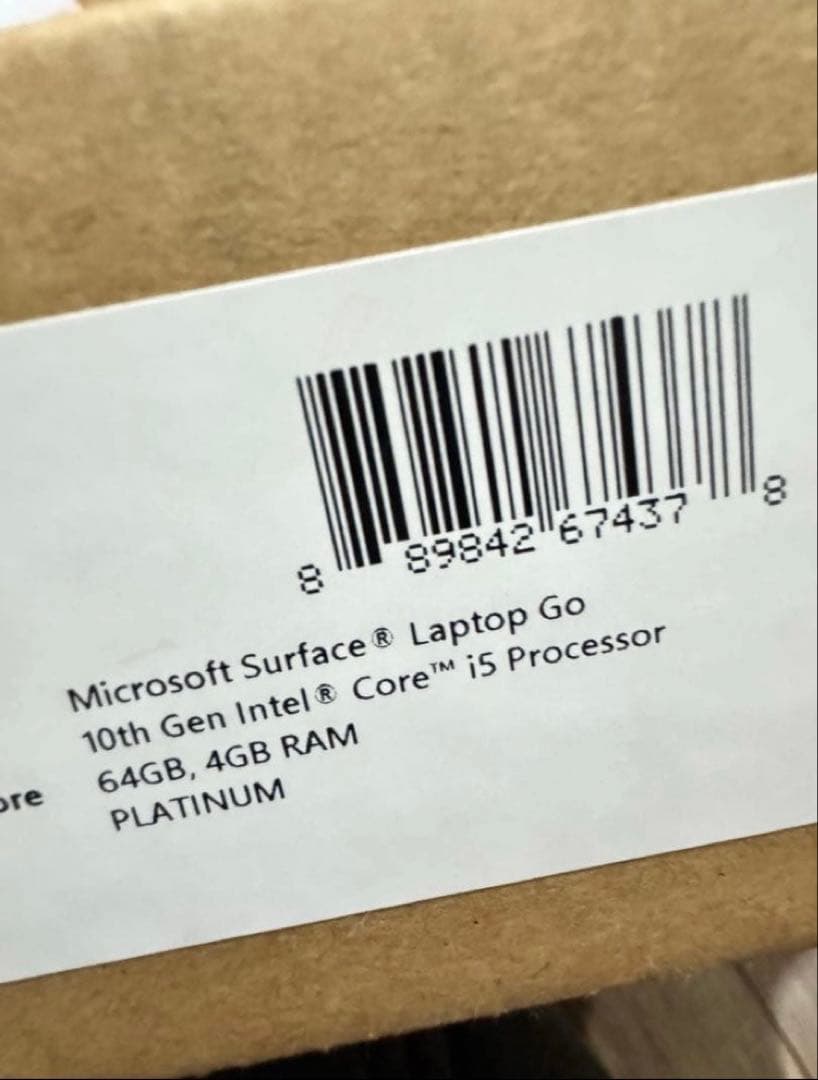 8 89842 67437 8
Microsoft Surface® Laptop Go
10th Gen Intel® Core™ i5 Processor
64GB, 4GB RAM
PLATINUM